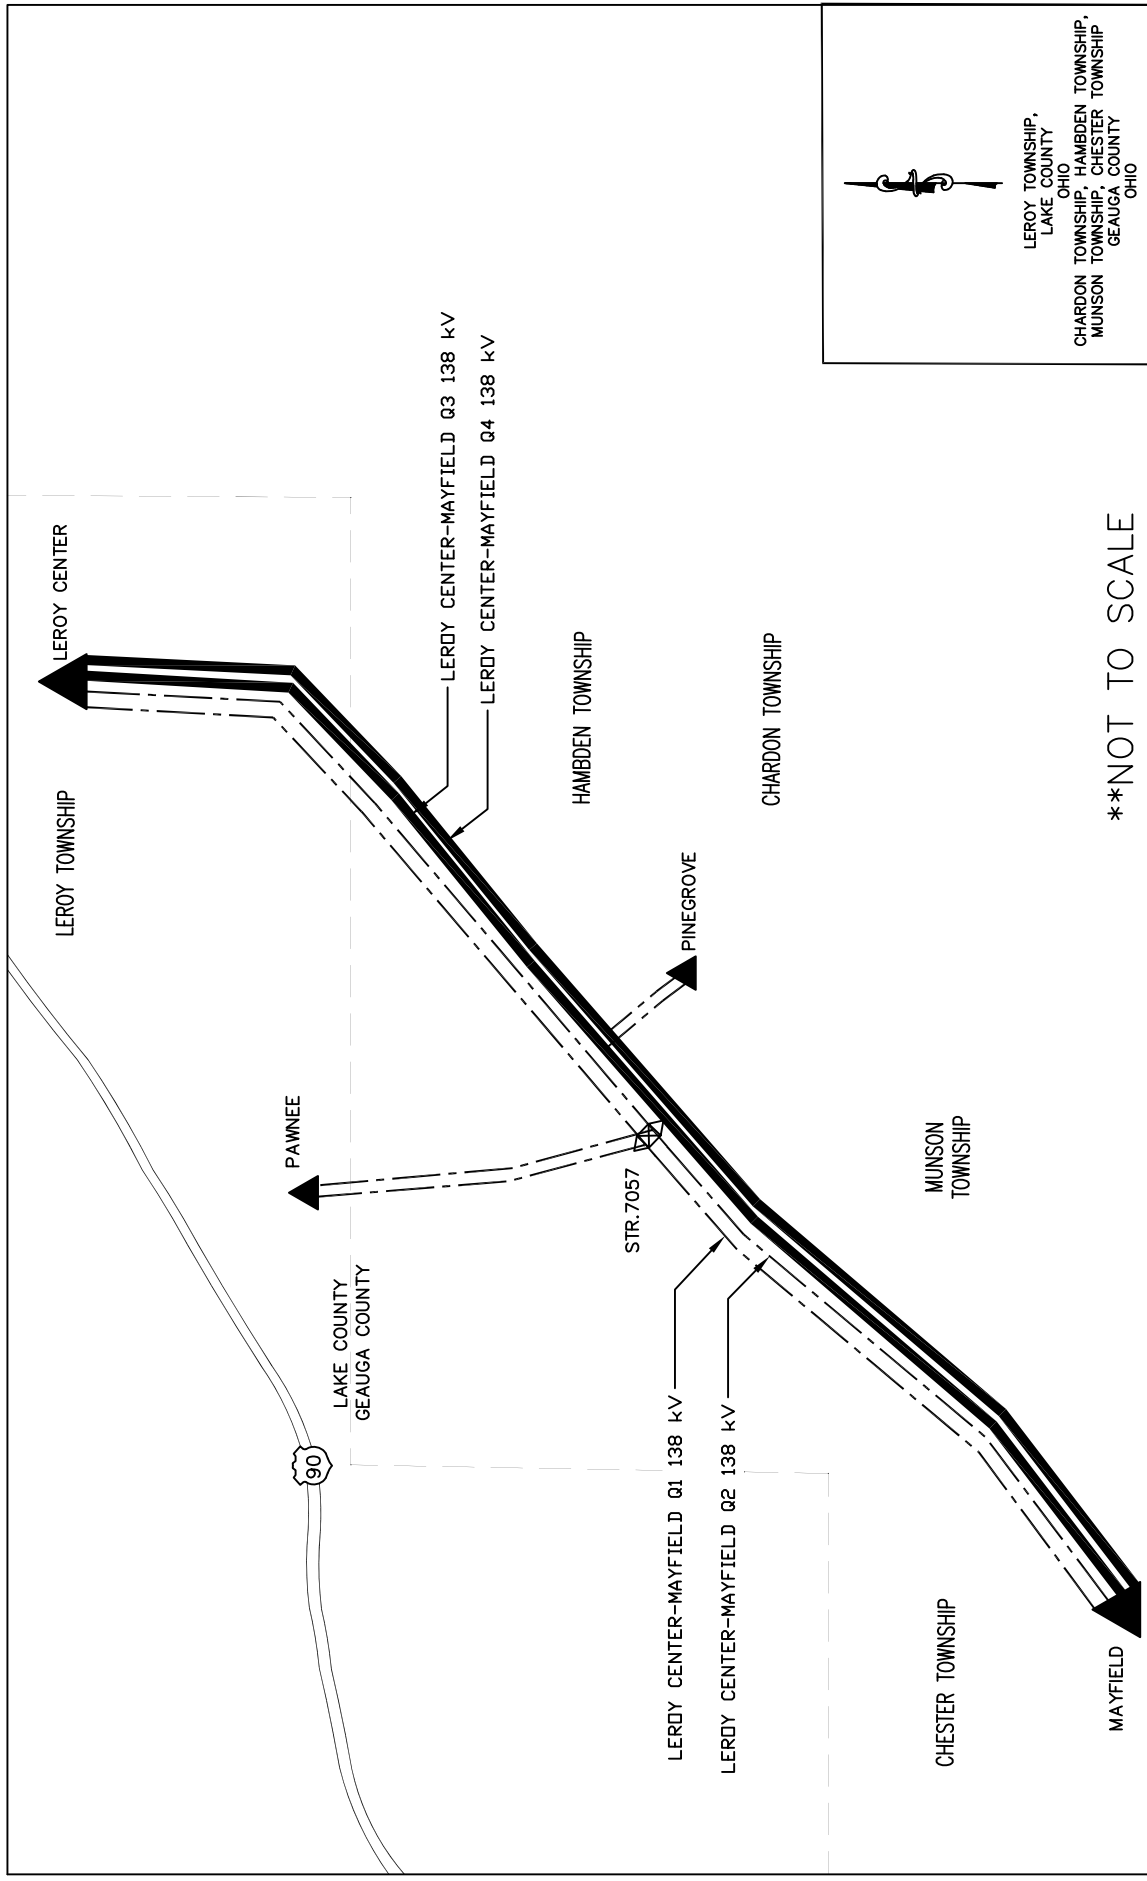 LEROY CENTER
LEROY TOWNSHIP
PAWNEE
LAKE COUNTY
GEAUGA COUNTY
90
LEROY CENTER-MAYFIELD Q3 138 kV
LEROY CENTER-MAYFIELD Q4 138 kV
HAMBDEN TOWNSHIP
CHARDON TOWNSHIP
PINEGROVE
STR.7057
LEROY CENTER-MAYFIELD Q1 138 kV
LEROY CENTER-MAYFIELD Q2 138 kV
MUNSON
TOWNSHIP
CHESTER TOWNSHIP
MAYFIELD
**NOT TO SCALE
LEROY TOWNSHIP,
LAKE COUNTY
OHIO
CHARDON TOWNSHIP, HAMBDEN TOWNSHIP,
MUNSON TOWNSHIP, CHESTER TOWNSHIP
GEAUGA COUNTY
OHIO